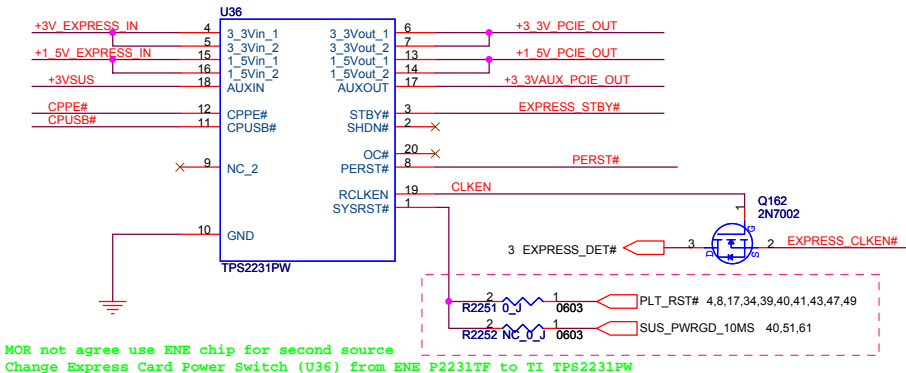 U36
+3V_EXPRESS_IN 4 3_3Vin_1 3_3Vout_1 6 +3_3V_PCIE_OUT
5 3_3Vin_2 3_3Vout_2 7
+1_5V_EXPRESS_IN 15 1_5Vin_1 1_5Vout_1 13 +1_5V_PCIE_OUT
16 1_5Vin_2 1_5Vout_2 14
+3VSUS 18 AUXIN AUXOUT 17 +3_3VAUX_PCIE_OUT
CPPE# 12 CPPE# STBY# 3 EXPRESS_STBY#
CPUSB# 11 CPUSB# SHDN# 2
OC# 20
9 NC_2 PERST# 8 PERST#
RCLKEN 19 CLKEN
SYSRST# 1
10 GND
TPS2231PW
Q162
2N7002
1
G
3 EXPRESS_DET# 3 D S 2 EXPRESS_CLKEN#
2 1 PLT_RST# 4,8,17,34,39,40,41,43,47,49
R2251 0_J 0603
2 1 SUS_PWRGD_10MS 40,51,61
R2252 NC_0_J 0603
MOR not agree use ENE chip for second source
Change Express Card Power Switch (U36) from ENE P2231TF to TI TPS2231PW